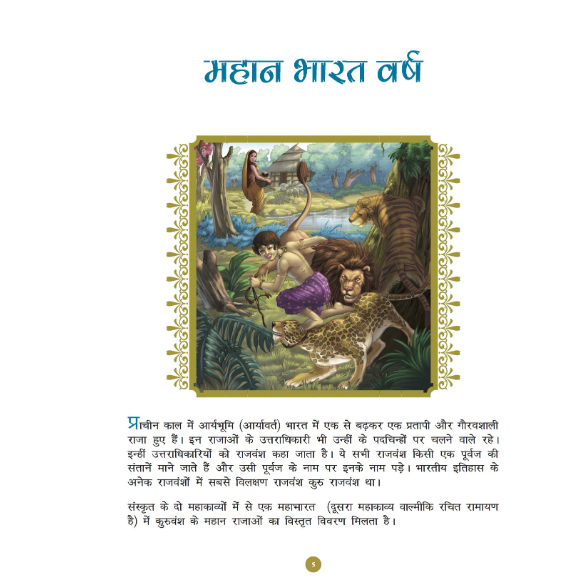 महान भारत वर्ष
प्राचीन काल में आर्यभूमि (आर्यावर्त) भारत में एक से बढ़कर एक प्रतापी और गौरवशाली
राजा हुए हैं। इन राजाओं के उत्तराधिकारी भी उन्हीं के पदचिन्हों पर चलने वाले रहे।
इन्हीं उत्तराधिकारियों को राजवंश कहा जाता है। ये सभी राजवंश किसी एक पूर्वज की
संतानें माने जाते हैं और उसी पूर्वज के नाम पर इनके नाम पड़े। भारतीय इतिहास के
अनेक राजवंशों में सबसे विलक्षण राजवंश कुरु राजवंश था।
संस्कृत के दो महाकाव्यों में से एक महाभारत (दूसरा महाकाव्य वाल्मीकि रचित रामायण
है) में कुरुवंश के महान राजाओं का विस्तृत विवरण मिलता है।
5